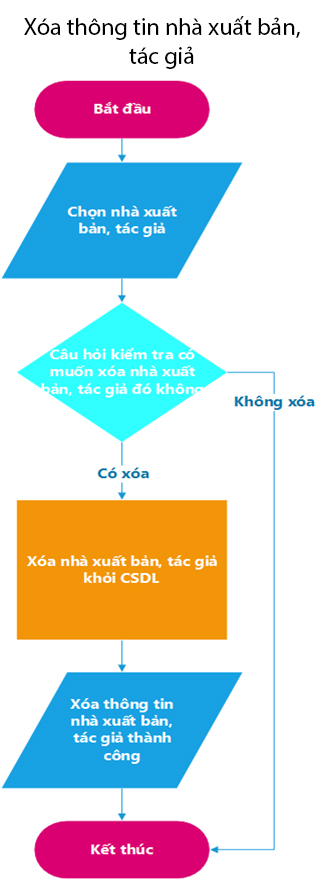 Xóa thông tin nhà xuất bản,
tác giả
Bắt đầu
Chọn nhà xuất
bản, tác giả
Câu hỏi kiểm tra có
muốn xóa nhà xuất
bản, tác giả đó không
Không xóa
Có xóa
Xóa nhà xuất bản, tác giả
khỏi CSDL
Xóa thông tin
nhà xuất bản,
tác giả thành
công
Kết thúc